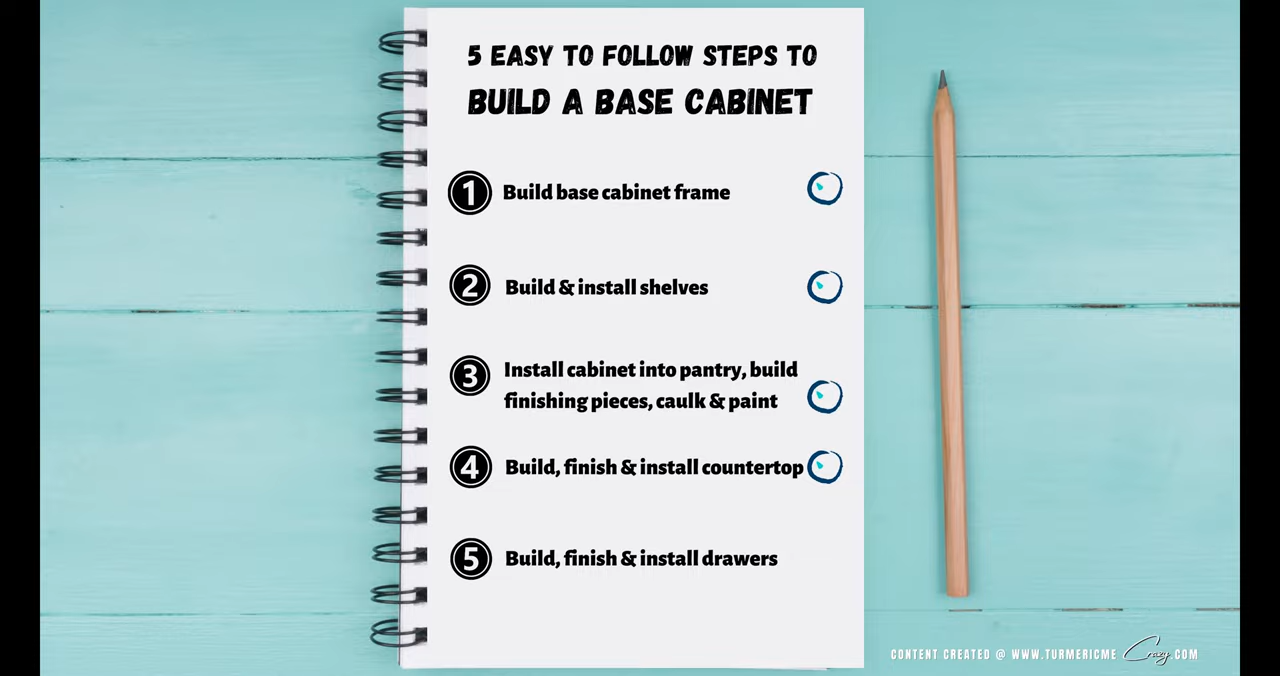 5 EASY TO FOLLOW STEPS TO
BUILD A BASE CABINET
1 Build base cabinet frame
2 Build & install shelves
3 Install cabinet into pantry, build
finishing pieces, caulk & paint
4 Build, finish & install countertop
5 Build, finish & install drawers
CONTENT CREATED @ WWW.TURMERICME Crazy.COM